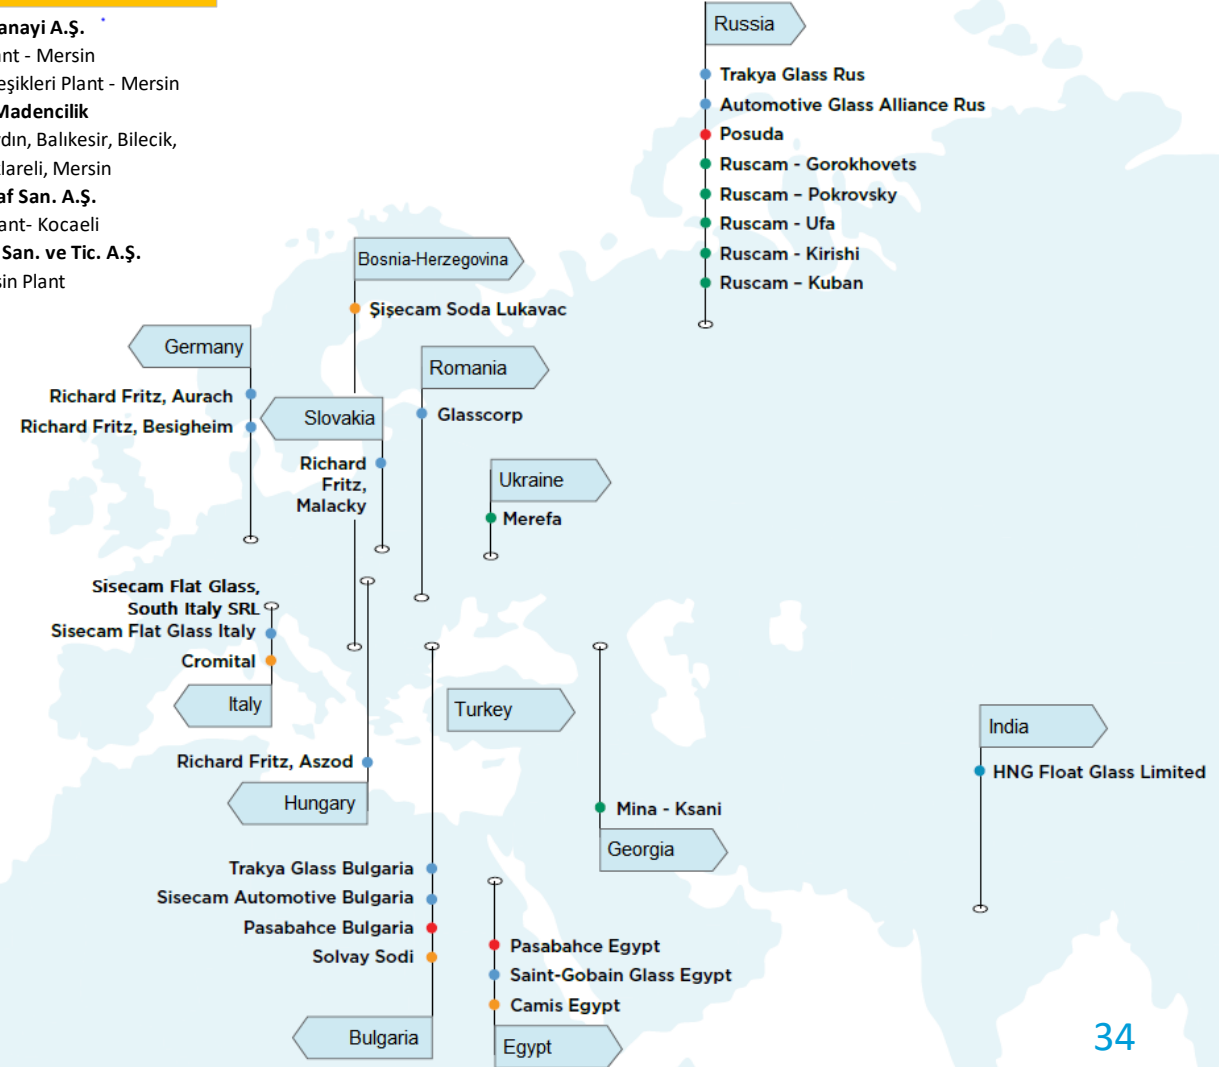 anayi A.Ş.
ant - Mersin
eşikleri Plant - Mersin
Madencilik
dın, Balıkesir, Bilecik,
lareli, Mersin
af San. A.Ş.
ant- Kocaeli
San. ve Tic. A.Ş.
sin Plant
Russia
Trakya Glass Rus
Automotive Glass Alliance Rus
Posuda
Ruscam - Gorokhovets
Ruscam – Pokrovsky
Ruscam - Ufa
Ruscam - Kirishi
Ruscam – Kuban
Bosnia-Herzegovina
Şişecam Soda Lukavac
Germany
Richard Fritz, Aurach
Richard Fritz, Besigheim
Slovakia
Richard
Fritz,
Malacky
Romania
Glasscorp
Ukraine
Merefa
Sisecam Flat Glass,
South Italy SRL
Sisecam Flat Glass Italy
Cromital
Italy
Turkey
Richard Fritz, Aszod
Hungary
Mina - Ksani
Georgia
India
HNG Float Glass Limited
Trakya Glass Bulgaria
Sisecam Automotive Bulgaria
Pasabahce Bulgaria
Solvay Sodi
Bulgaria
Pasabahce Egypt
Saint-Gobain Glass Egypt
Camis Egypt
Egypt
34